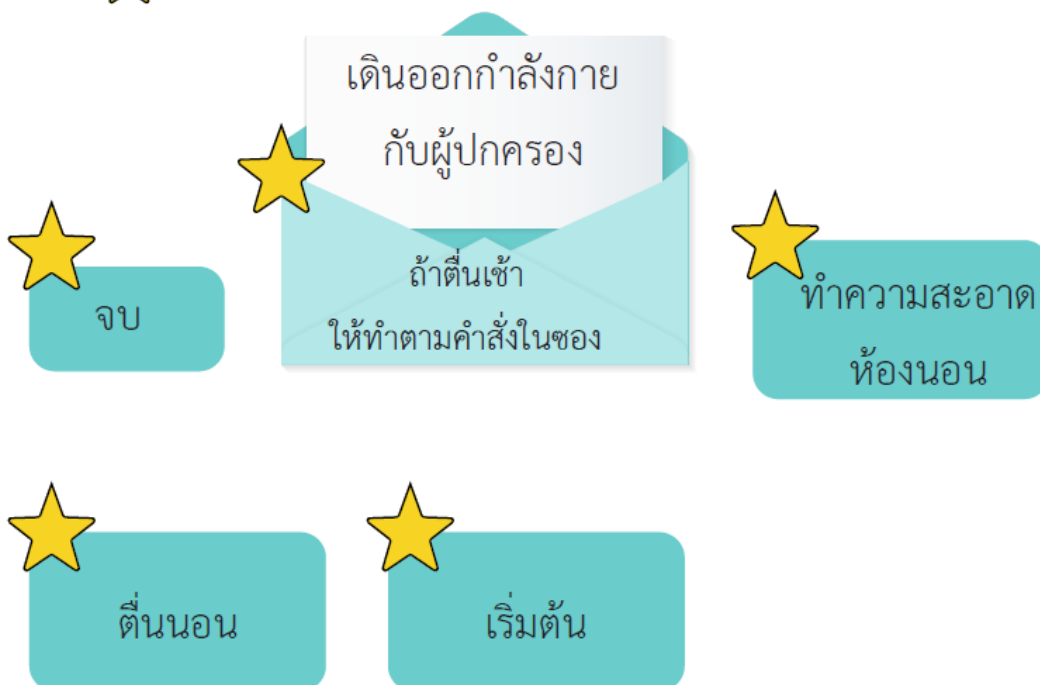 เดินออกกำลังกาย
กับผู้ปกครอง
ถ้าตื่นเช้า
ให้ทำตามคำสั่งในซอง
จบ
ทำความสะอาด
ห้องนอน
ตื่นนอน
เริ่มต้น